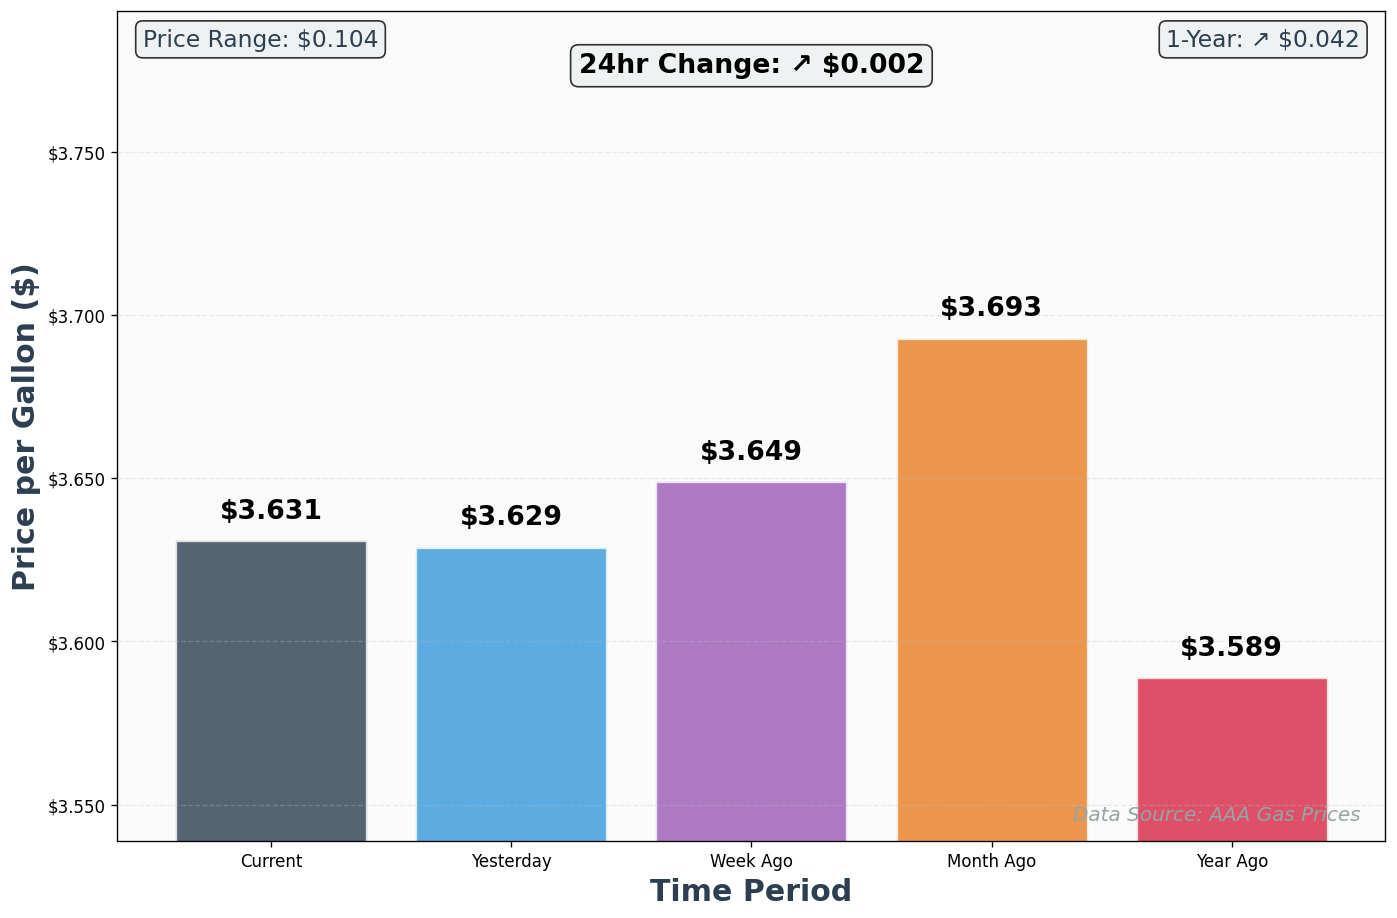 Price Range: $0.104
24hr Change: ↗ $0.002
1-Year: ↗ $0.042
Price per Gallon ($)
$3.750
$3.700
$3.650
$3.600
$3.550
$3.631
$3.629
$3.649
$3.693
$3.589
Data Source: AAA Gas Prices
Current
Yesterday
Week Ago
Month Ago
Year Ago
Time Period